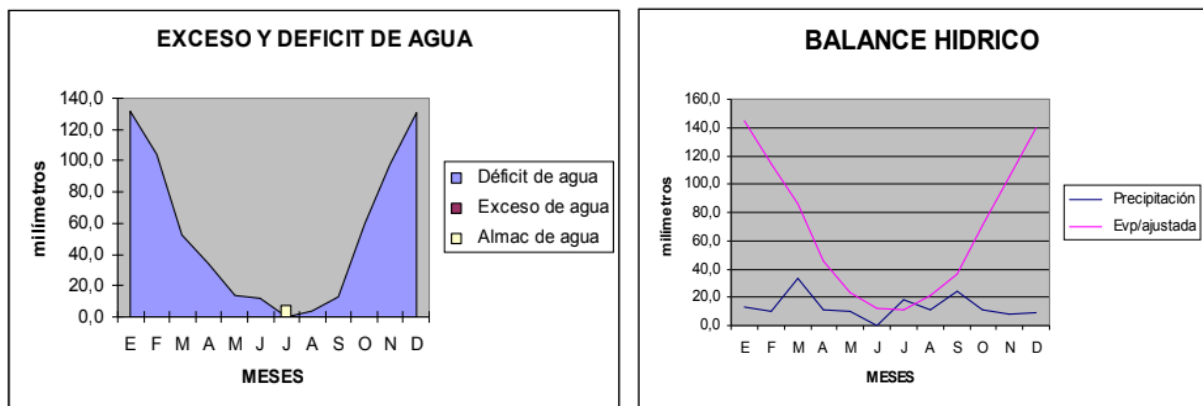 EXCESO Y DEFICIT DE AGUA
140,0
120,0
100,0
80,0
60,0
40,0
20,0
0,0
milímetros
E F M A M J J A S O N D
MESES
Déficit de agua
Exceso de agua
Almac de agua
BALANCE HIDRICO
160,0
140,0
120,0
100,0
80,0
60,0
40,0
20,0
0,0
milímetros
E F M A M J J A S O N D
MESES
Precipitación
Evp/ajustada